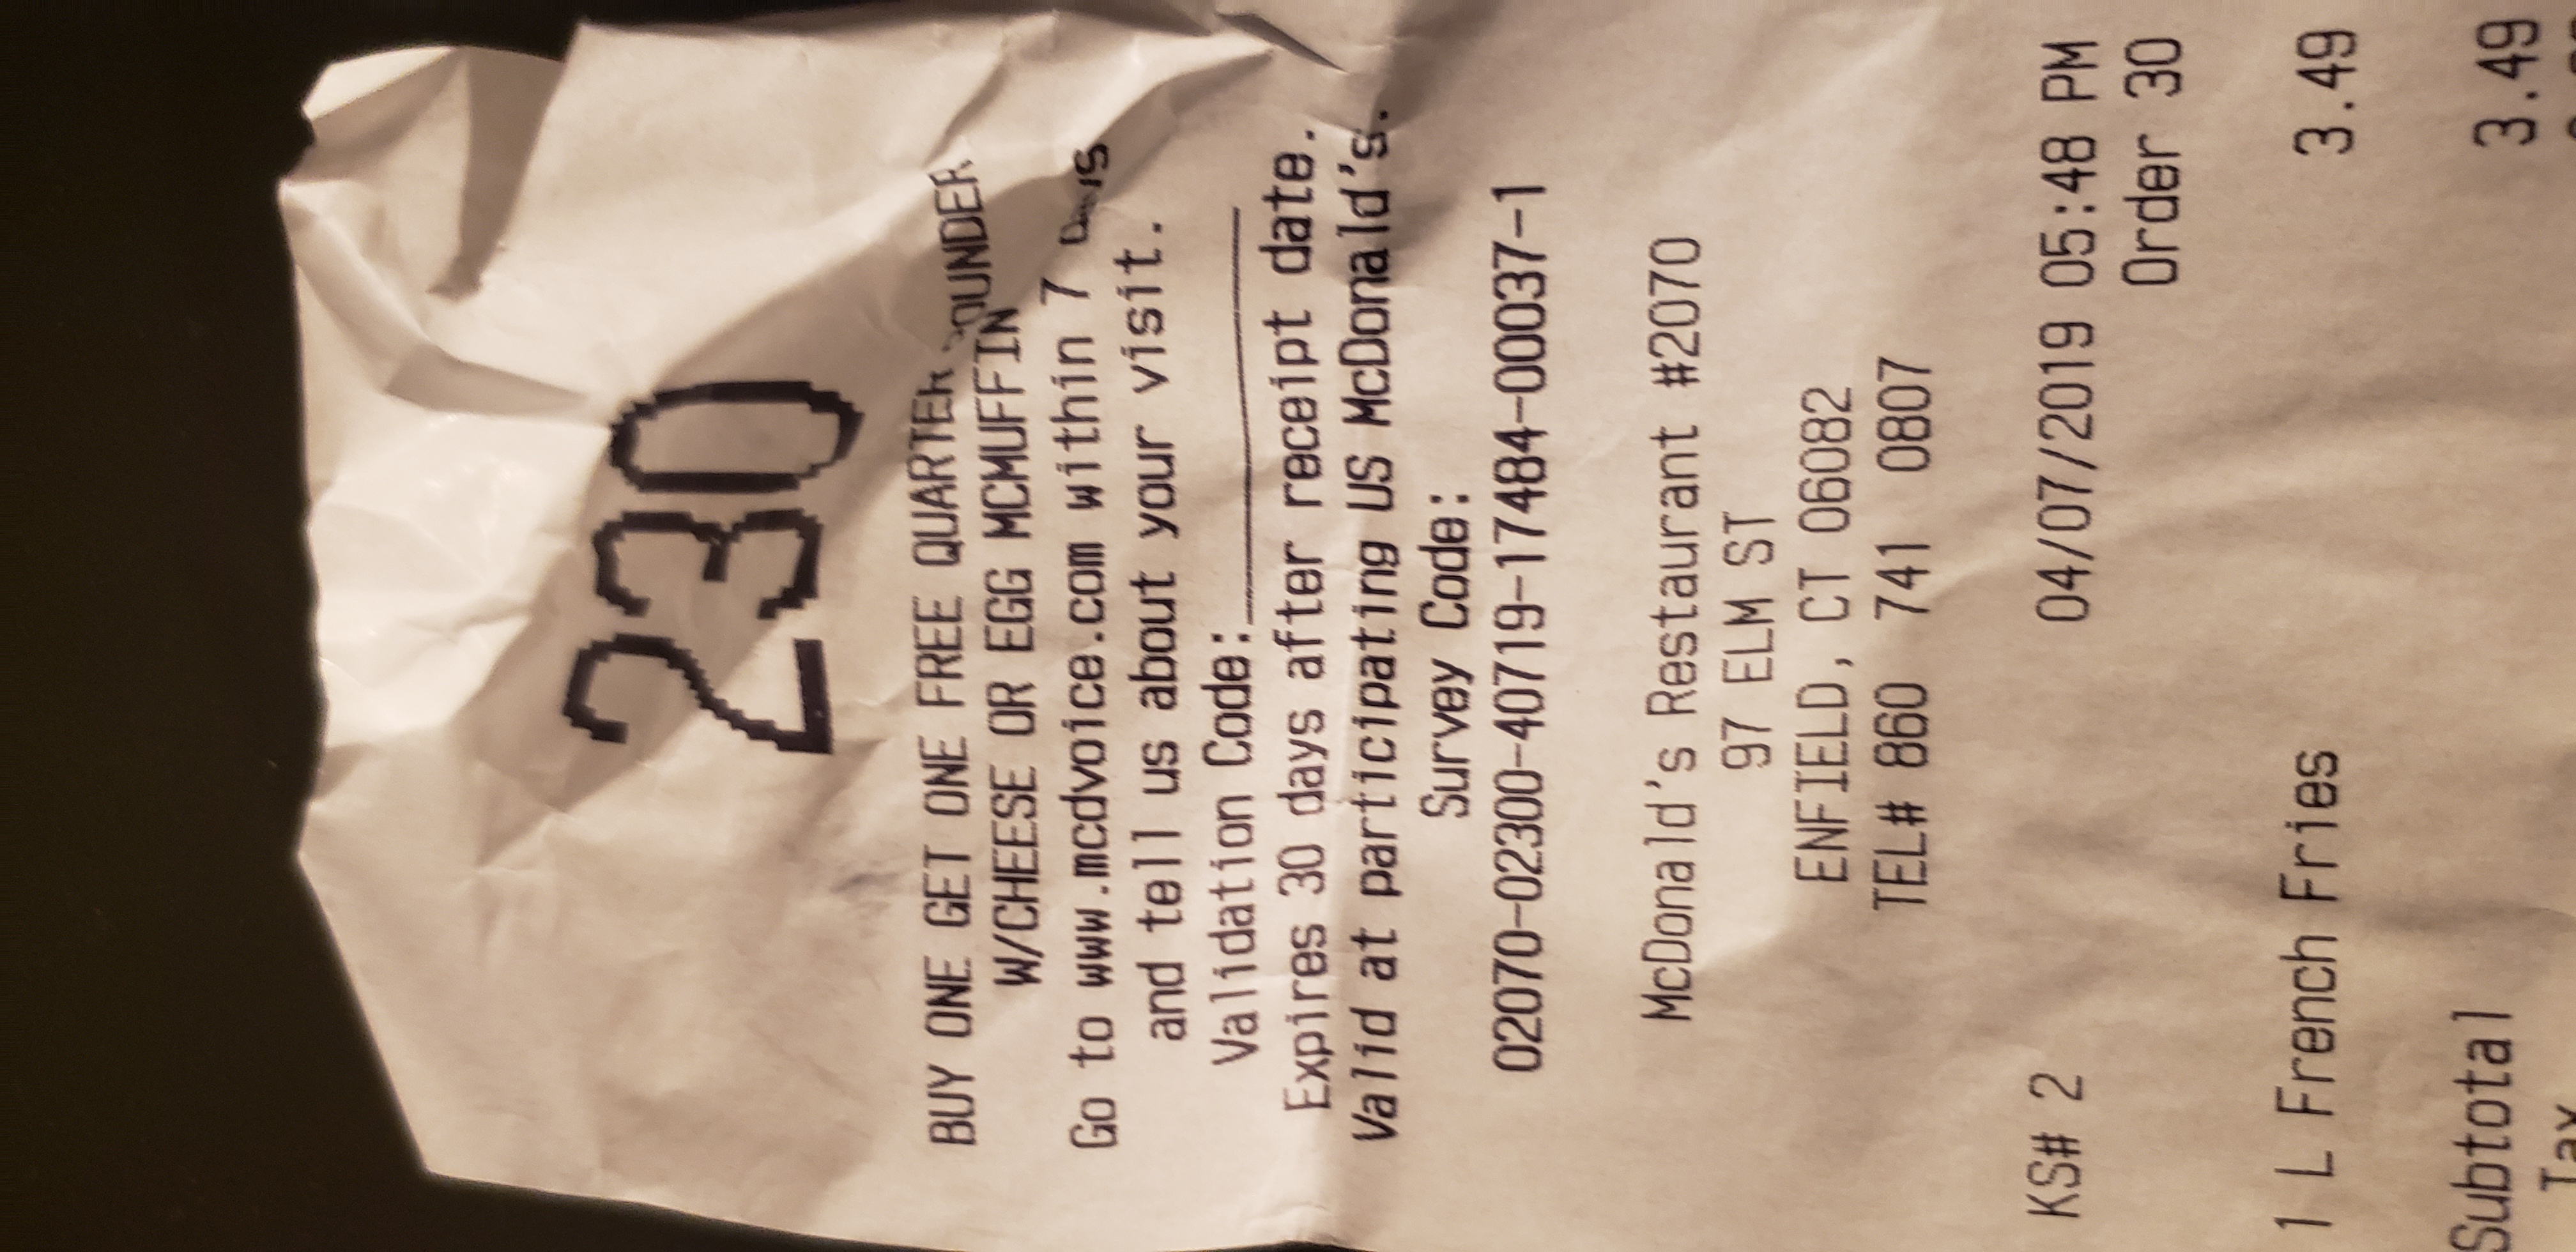 230
BUY ONE GET ONE FREE QUARTER POUNDER
W/CHEESE OR EGG MCMUFFIN
Go to www.mcdvoice.com within 7 days
and tell us about your visit.
Validation Code:____________
Expires 30 days after receipt date.
Valid at participating US McDonald's.
Survey Code:
02070-02300-40719-17484-00037-1
McDonald's Restaurant #2070
97 ELM ST
ENFIELD, CT 06082
TEL# 860 741 0807
KS# 2 04/07/2019 05:48 PM
Order 30
1 L French Fries 3.49
Subtotal 3.49
Tax